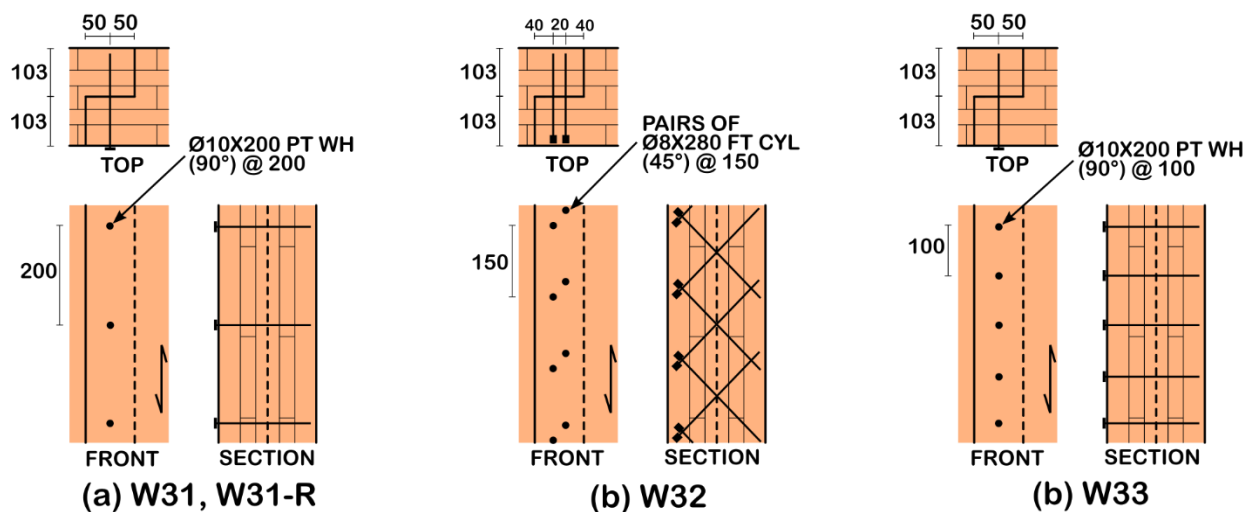 50 50
103
103
TOP
Ø10X200 PT WH
(90°) @ 200
200
FRONT
SECTION
(a) W31, W31-R
40 20 40
103
103
TOP
PAIRS OF
Ø8X280 FT CYL
(45°) @ 150
150
FRONT
SECTION
(b) W32
50 50
103
103
TOP
Ø10X200 PT WH
(90°) @ 100
100
FRONT
SECTION
(b) W33